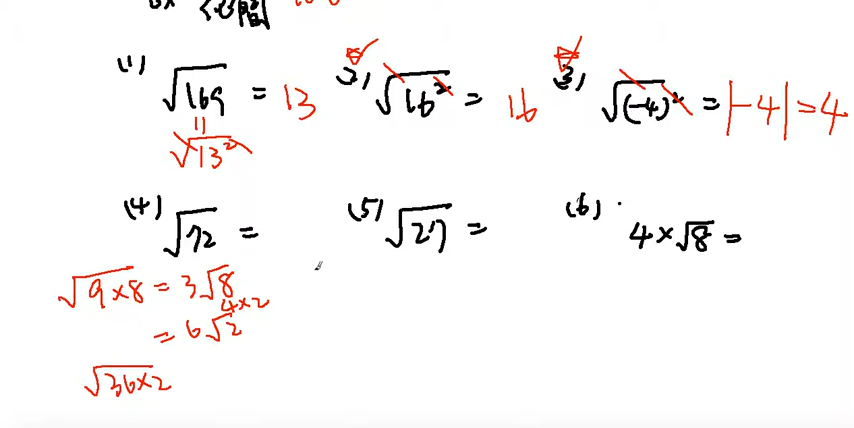 (1) √169 = 13 (2) √16² = 16 (3) √(-4)² = |-4| = 4
√13²
(4) √72 = (5) √27 = (6) 4×√8 =
√9×8 = 3√8
4×2
= 6√2
√36×2